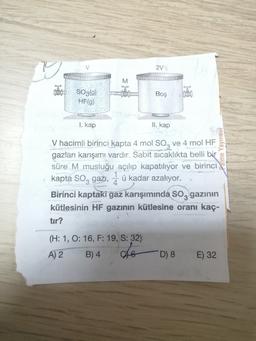 V
2V
M
SO₃(g)
HF(g)
Boş
I. kap
II. kap
V hacimli birinci kapta 4 mol SO₃ ve 4 mol HF
gazları karışımı vardır. Sabit sıcaklıkta belli bir
süre M musluğu açılıp kapatılıyor ve birinci
kapta SO₃ gazı, 1/4 ü kadar azalıyor.
Birinci kaptaki gaz karışımında SO₃ gazının
kütlesinin HF gazının kütlesine oranı kaç-
tır?
(H: 1, O: 16, F: 19, S: 32)
A) 2 B) 4 C) 6 D) 8 E) 32